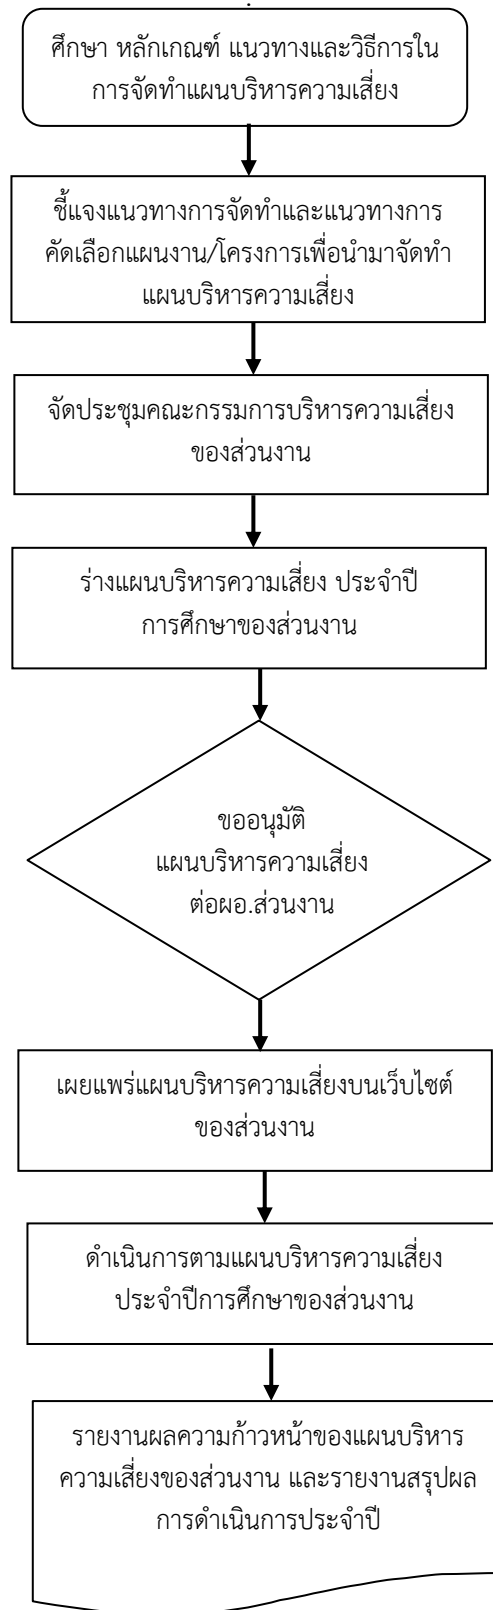 ศึกษา หลักเกณฑ์ แนวทางและวิธีการใน
การจัดทำแผนบริหารความเสี่ยง
ชี้แจงแนวทางการจัดทำและแนวทางการ
คัดเลือกแผนงาน/โครงการเพื่อนำมาจัดทำ
แผนบริหารความเสี่ยง
จัดประชุมคณะกรรมการบริหารความเสี่ยง
ของส่วนงาน
ร่างแผนบริหารความเสี่ยง ประจำปี
การศึกษาของส่วนงาน
ขออนุมัติ
แผนบริหารความเสี่ยง
ต่อผอ.ส่วนงาน
เผยแพร่แผนบริหารความเสี่ยงบนเว็บไซต์
ของส่วนงาน
ดำเนินการตามแผนบริหารความเสี่ยง
ประจำปีการศึกษาของส่วนงาน
รายงานผลความก้าวหน้าของแผนบริหาร
ความเสี่ยงของส่วนงาน และรายงานสรุปผล
การดำเนินการประจำปี